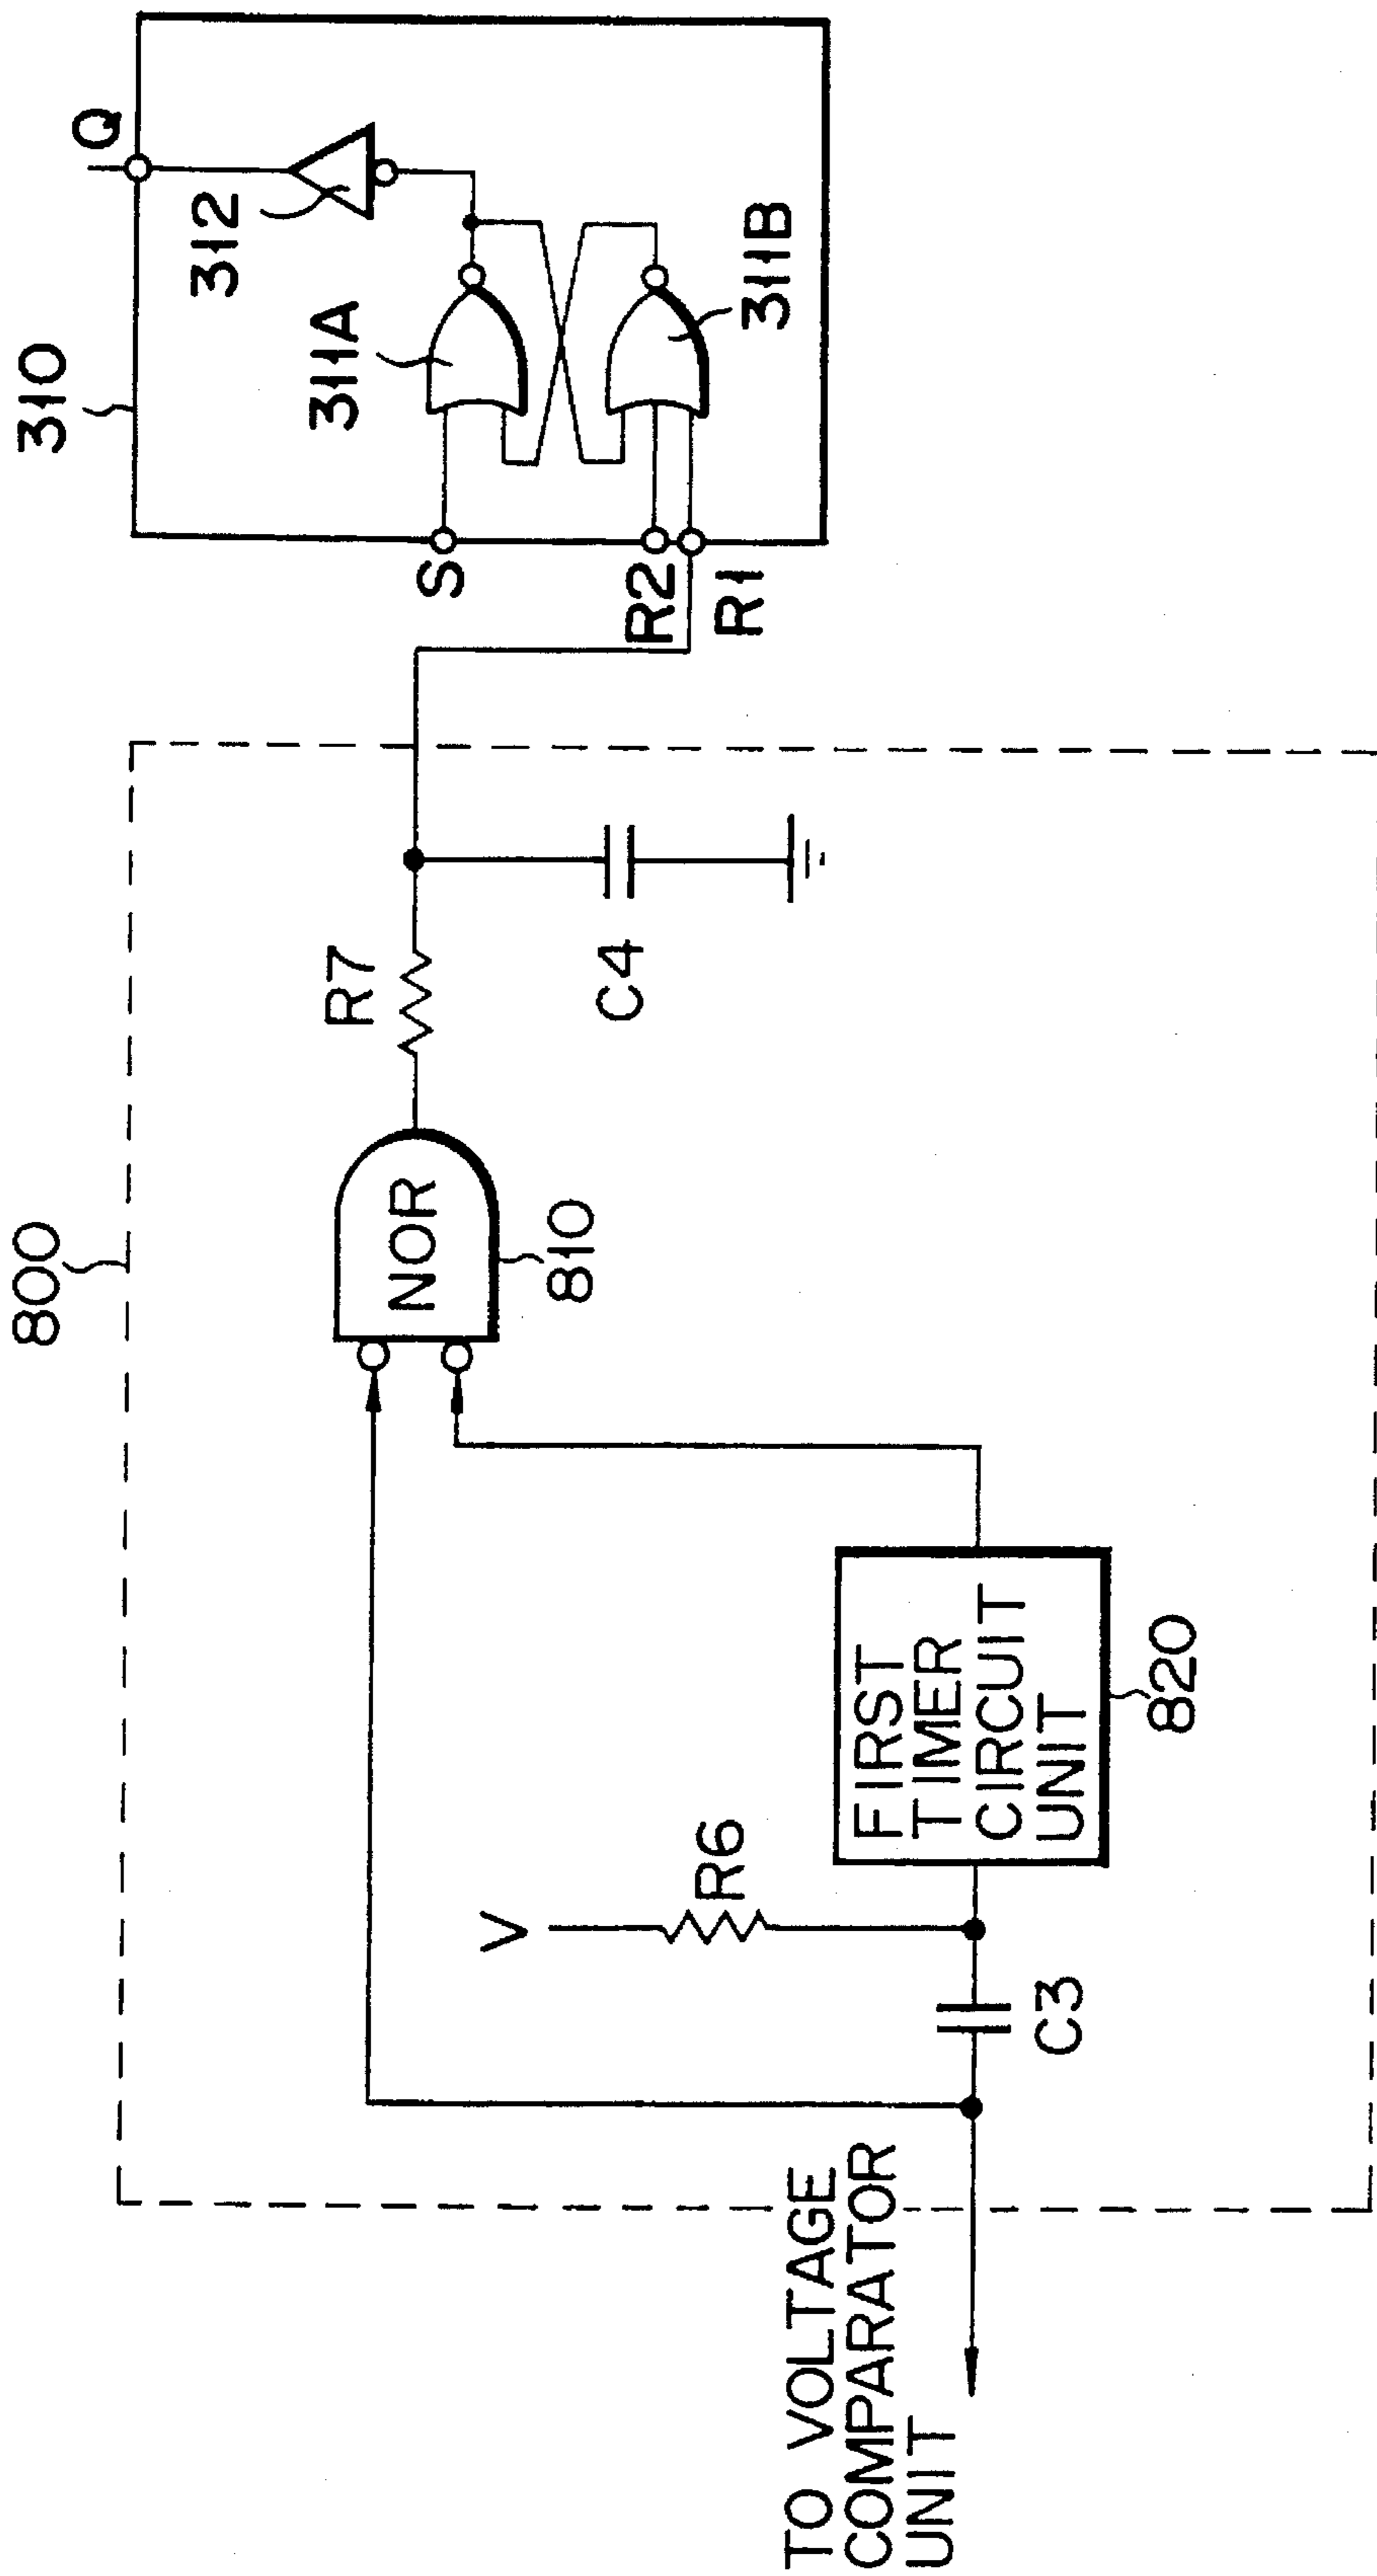 TO VOLTAGE
COMPARATOR
UNIT
800
V
R6
C3
FIRST
TIMER
CIRCUIT
UNIT
820
NOR
810
R7
C4
310
S
R2
R1
311A
311B
312
Q